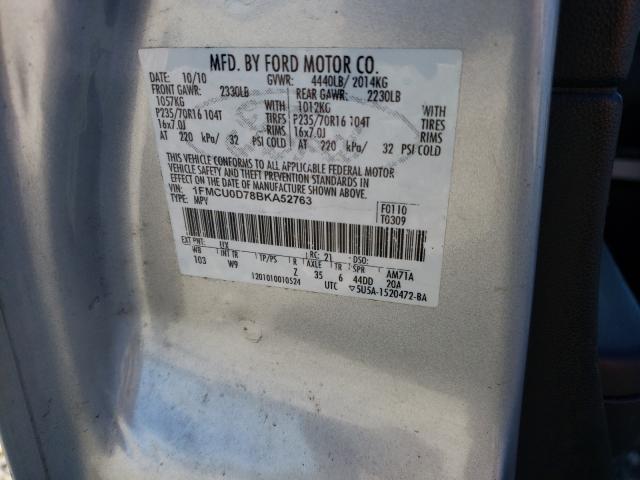 MFD. BY FORD MOTOR CO.
DATE: 10/10 GVWR: 4440LB/ 2014KG
FRONT GAWR: 2330LB REAR GAWR: 2230LB
1057KG WITH 1012KG WITH
P235/70R16 104T TIRES P235/70R16 104T TIRES
16x7.0J RIMS 16x7.0J RIMS
AT 220 kPa/ 32 PSI COLD AT 220 kPa/ 32 PSI COLD
THIS VEHICLE CONFORMS TO ALL APPLICABLE FEDERAL MOTOR
VEHICLE SAFETY AND THEFT PREVENTION STANDARDS IN
EFFECT ON THE DATE OF MANUFACTURE SHOWN ABOVE.
VIN: 1FMCU0D78BKA52763 F0110
TYPE: MPV T0309
EXT PNT: UX RC: 21 DSO:
WB INT TR TP/PS R AXLE TR SPR AM71A
103 W9 Z 35 6 44DD 20A
1201010010524 UTC ▽5U5A-1520472-BA